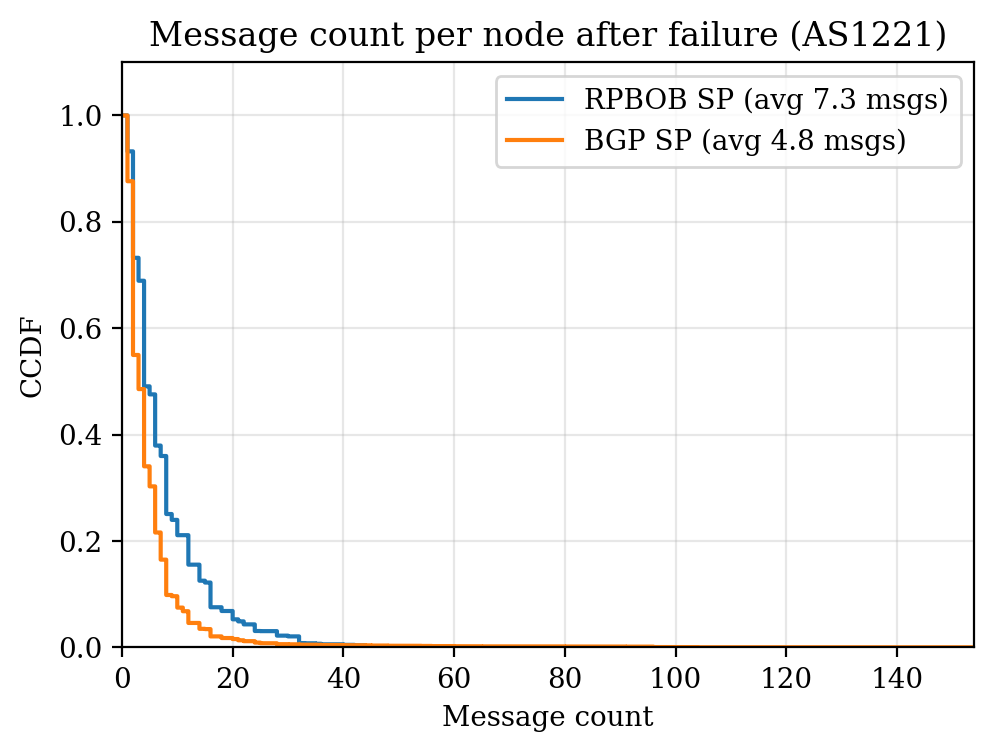 Message count per node after failure (AS1221)
RPBOB SP (avg 7.3 msgs)
BGP SP (avg 4.8 msgs)
CCDF
1.0
0.8
0.6
0.4
0.2
0.0
0 20 40 60 80 100 120 140
Message count